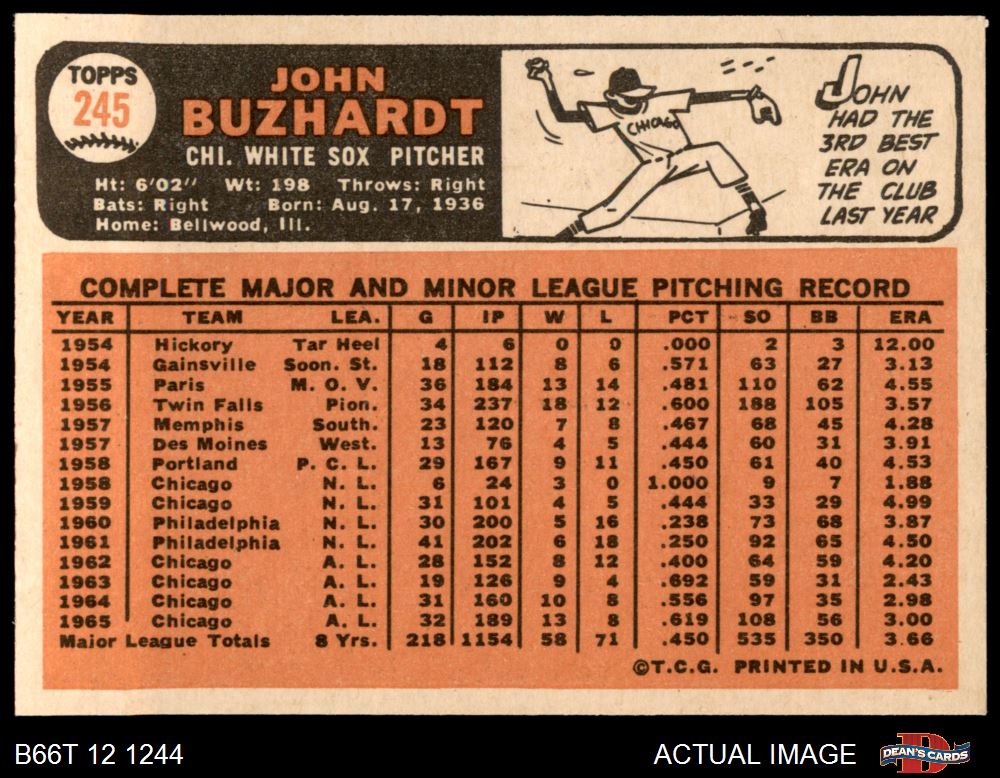 TOPPS
245
JOHN
BUZHARDT
CHI. WHITE SOX PITCHER
Ht: 6'02" Wt: 198 Throws: Right
Bats: Right Born: Aug. 17, 1936
Home: Bellwood, Ill.
CHICAGO
JOHN
HAD THE
3RD BEST
ERA ON
THE CLUB
LAST YEAR
COMPLETE MAJOR AND MINOR LEAGUE PITCHING RECORD
YEAR TEAM LEA. G IP W L PCT SO BB ERA
1954 Hickory Tar Heel 4 6 0 0 .000 2 3 12.00
1954 Gainsville Soon. St. 18 112 8 6 .571 63 27 3.13
1955 Paris M. O. V. 36 184 13 14 .481 110 62 4.55
1956 Twin Falls Pion. 34 237 18 12 .600 188 105 3.57
1957 Memphis South. 23 120 7 8 .467 68 45 4.28
1957 Des Moines West. 13 76 4 5 .444 60 31 3.91
1958 Portland P. C. L. 29 167 9 11 .450 61 40 4.53
1958 Chicago N. L. 6 24 3 0 1.000 9 7 1.88
1959 Chicago N. L. 31 101 4 5 .444 33 29 4.99
1960 Philadelphia N. L. 30 200 5 16 .238 73 68 3.87
1961 Philadelphia N. L. 41 202 6 18 .250 92 65 4.50
1962 Chicago A. L. 28 152 8 12 .400 64 59 4.20
1963 Chicago A. L. 19 126 9 4 .692 59 31 2.43
1964 Chicago A. L. 31 160 10 8 .556 97 35 2.98
1965 Chicago A. L. 32 189 13 8 .619 108 56 3.00
Major League Totals 8 Yrs. 218 1154 58 71 .450 535 350 3.66
©T.C.G. PRINTED IN U.S.A.
B66T 12 1244
ACTUAL IMAGE
D
DEAN'S CARDS